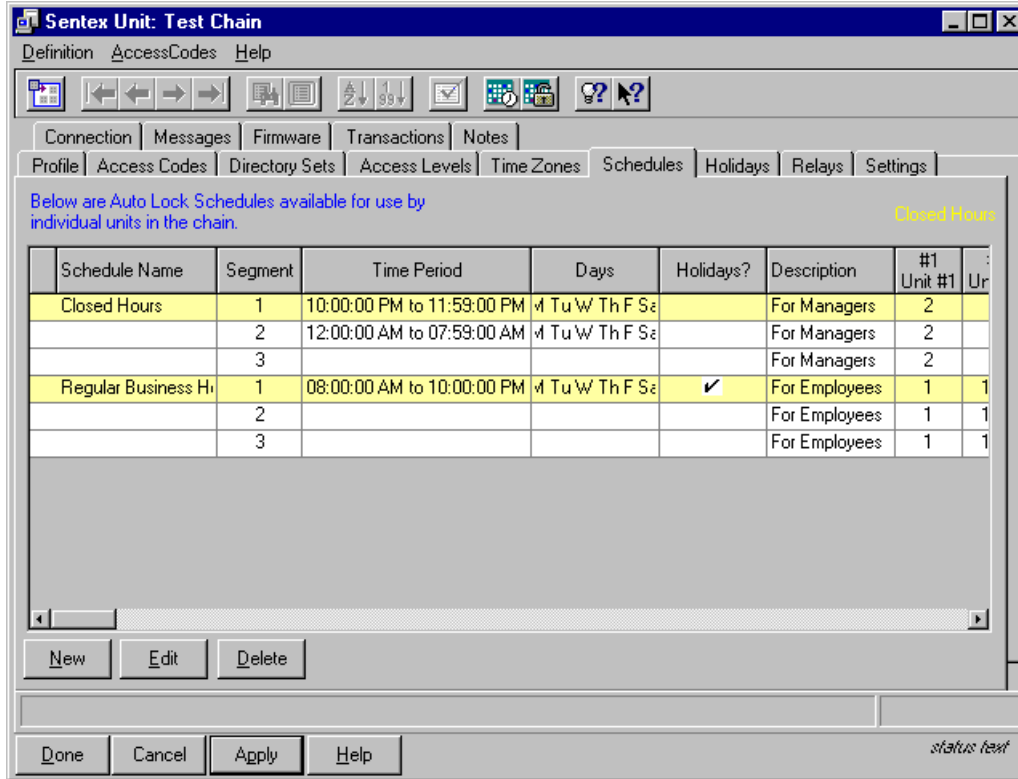 Sentex Unit: Test Chain
Definition AccessCodes Help
Connection Messages Firmware Transactions Notes
Profile Access Codes Directory Sets Access Levels Time Zones Schedules Holidays Relays Settings
Below are Auto Lock Schedules available for use by
individual units in the chain.
Closed Hours
Schedule Name Segment Time Period Days Holidays? Description #1 Unit #1
Closed Hours 1 10:00:00 PM to 11:59:00 PM Tu W Th F Sa For Managers 2
2 12:00:00 AM to 07:59:00 AM Tu W Th F Sa For Managers 2
3 For Managers 2
Regular Business 1 08:00:00 AM to 10:00:00 PM Tu W Th F Sa ✔ For Employees 1 1
2 For Employees 1 1
3 For Employees 1 1
New Edit Delete
Done Cancel Apply Help status text